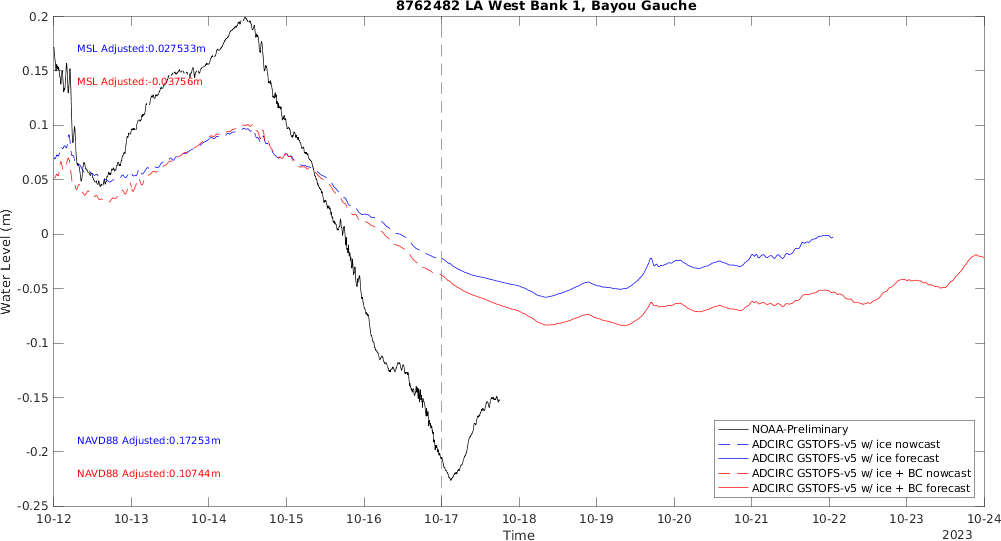 8762482 LA West Bank 1, Bayou Gauche
0.2
0.15
0.1
0.05
0
-0.05
-0.1
-0.15
-0.2
-0.25
Water Level (m)
MSL Adjusted:0.027533m
MSL Adjusted:-0.03756m
NAVD88 Adjusted:0.17253m
NAVD88 Adjusted:0.10744m
NOAA-Preliminary
ADCIRC GSTOFS-v5 w/ ice nowcast
ADCIRC GSTOFS-v5 w/ ice forecast
ADCIRC GSTOFS-v5 w/ ice + BC nowcast
ADCIRC GSTOFS-v5 w/ ice + BC forecast
10-12 10-13 10-14 10-15 10-16 10-17 10-18 10-19 10-20 10-21 10-22 10-23 10-24
Time
2023